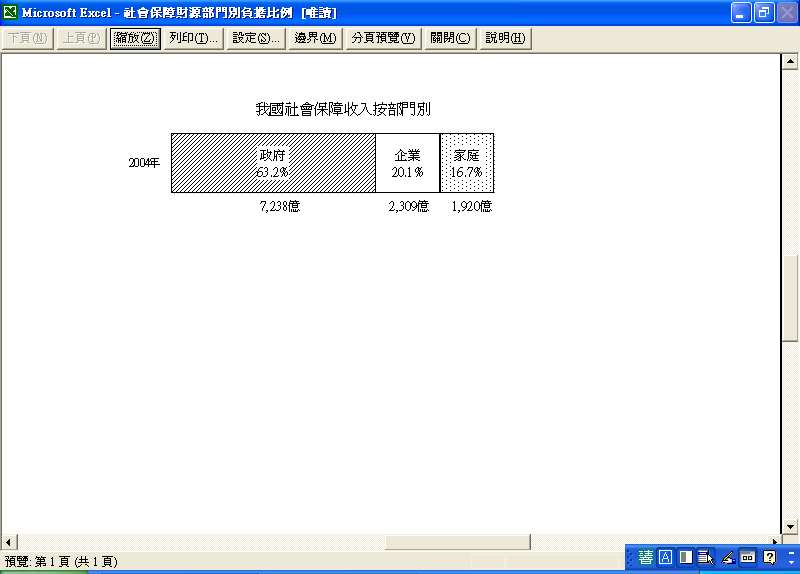 Microsoft Excel - 社會保障財源部門別負擔比例 [唯讀]
下頁(N) 上頁(P) 縮放(Z) 列印(T)... 設定(S)... 邊界(M) 分頁預覽(V) 關閉(C) 說明(H)
我國社會保障收入按部門別
2004年
政府 企業 家庭
63.2% 20.1% 16.7%
7,238億 2,309億 1,920億
預覽: 第 1 頁 (共 1 頁)
A